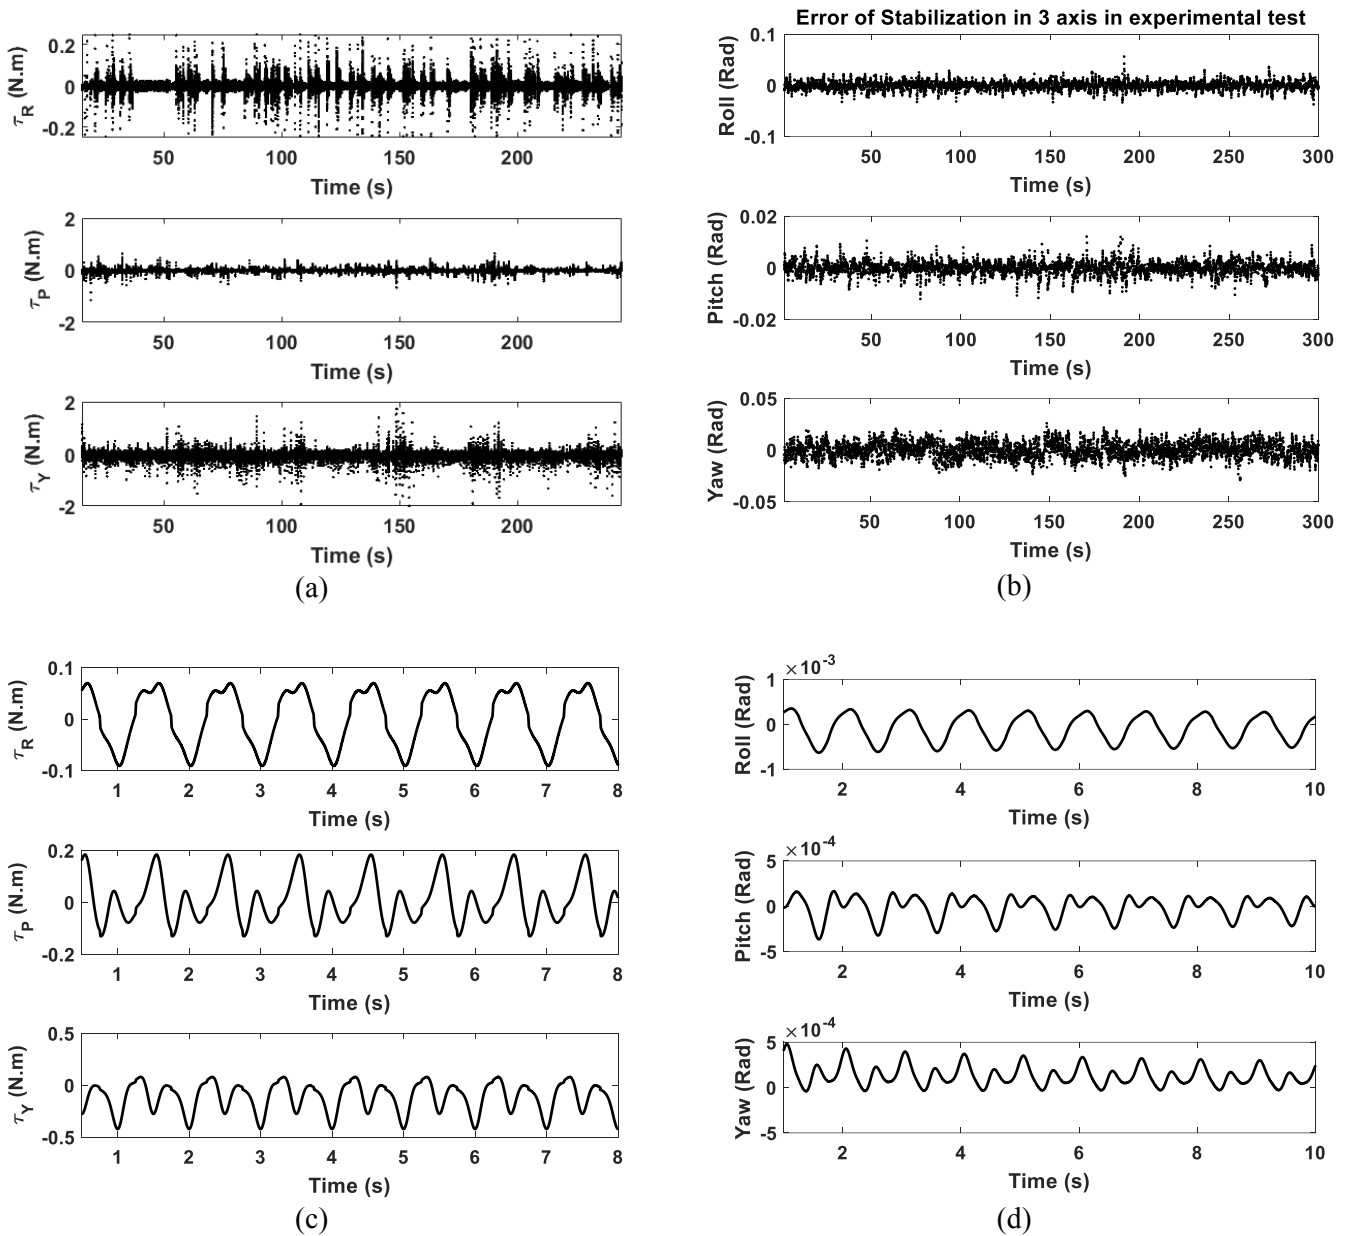 0.2
0
-0.2
τR (N.m)
50 100 150 200
Time (s)
2
0
-2
τP (N.m)
50 100 150 200
Time (s)
2
0
-2
τY (N.m)
50 100 150 200
Time (s)
(a)
Error of Stabilization in 3 axis in experimental test
0.1
0
-0.1
Roll (Rad)
50 100 150 200 250 300
Time (s)
0.02
0
-0.02
Pitch (Rad)
50 100 150 200 250 300
Time (s)
0.05
0
-0.05
Yaw (Rad)
50 100 150 200 250 300
Time (s)
(b)
0.1
0
-0.1
τR (N.m)
1 2 3 4 5 6 7 8
Time (s)
0.2
0
-0.2
τP (N.m)
1 2 3 4 5 6 7 8
Time (s)
0.5
0
-0.5
τY (N.m)
1 2 3 4 5 6 7 8
Time (s)
(c)
×10-3
1
0
-1
Roll (Rad)
2 4 6 8 10
Time (s)
×10-4
5
0
-5
Pitch (Rad)
2 4 6 8 10
Time (s)
×10-4
5
0
-5
Yaw (Rad)
2 4 6 8 10
Time (s)
(d)